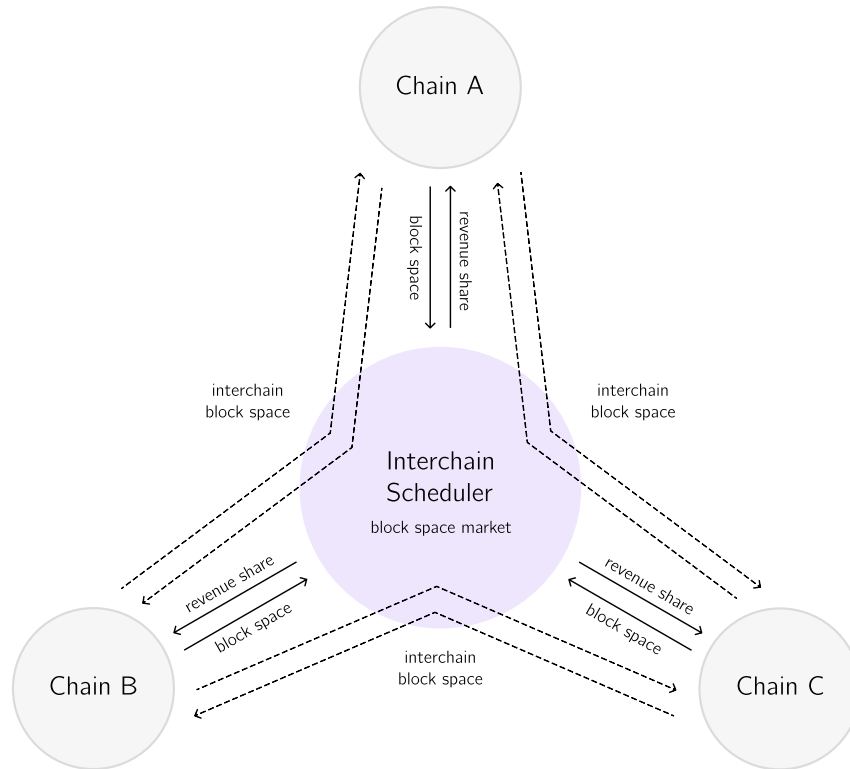 Chain A
block space
revenue share
interchain
block space
interchain
block space
Interchain
Scheduler
block space market
revenue share
block space
revenue share
block space
interchain
block space
Chain B
Chain C